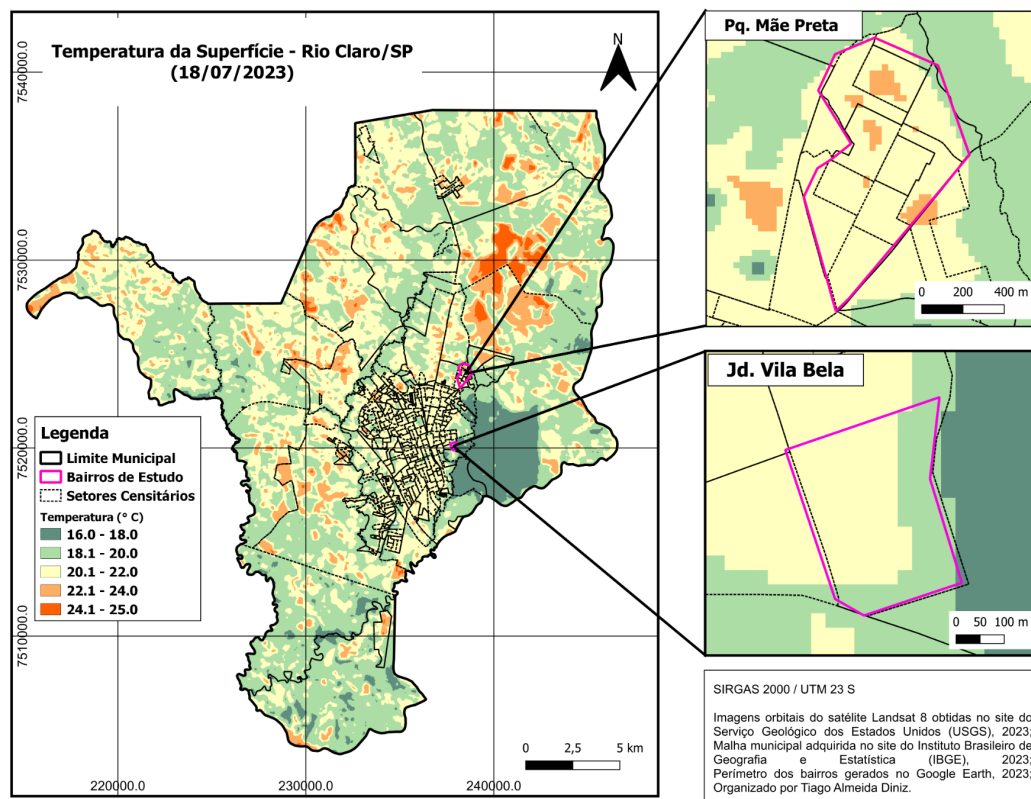 Temperatura da Superfície - Rio Claro/SP
(18/07/2023)
N
7540000.0
7530000.0
7520000.0
7510000.0
220000.0
230000.0
240000.0
Legenda
Limite Municipal
Bairros de Estudo
Setores Censitários
Temperatura (° C)
16.0 - 18.0
18.1 - 20.0
20.1 - 22.0
22.1 - 24.0
24.1 - 25.0
0 2,5 5 km
Pq. Mãe Preta
0 200 400 m
Jd. Vila Bela
0 50 100 m
SIRGAS 2000 / UTM 23 S
Imagens orbitais do satélite Landsat 8 obtidas no site do
Serviço Geológico dos Estados Unidos (USGS), 2023;
Malha municipal adquirida no site do Instituto Brasileiro de
Geografia e Estatística (IBGE), 2023;
Perímetro dos bairros gerados no Google Earth, 2023;
Organizado por Tiago Almeida Diniz.